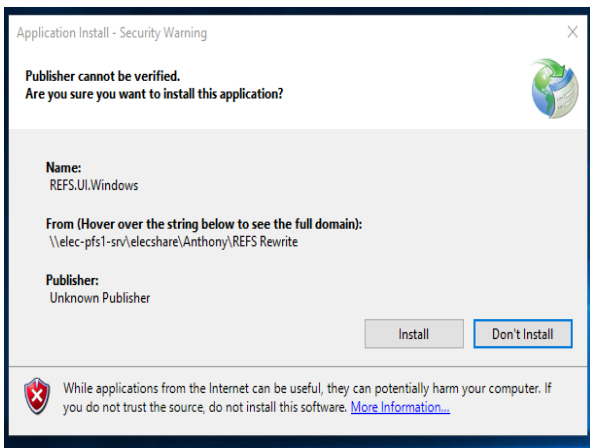 Application Install - Security Warning
Publisher cannot be verified.
Are you sure you want to install this application?
Name:
REFS.UI.Windows
From (Hover over the string below to see the full domain):
\\elec-pfs1-srv\elecshare\Anthony\REFS Rewrite
Publisher:
Unknown Publisher
Install Don't Install
While applications from the Internet can be useful, they can potentially harm your computer. If
you do not trust the source, do not install this software. More Information...